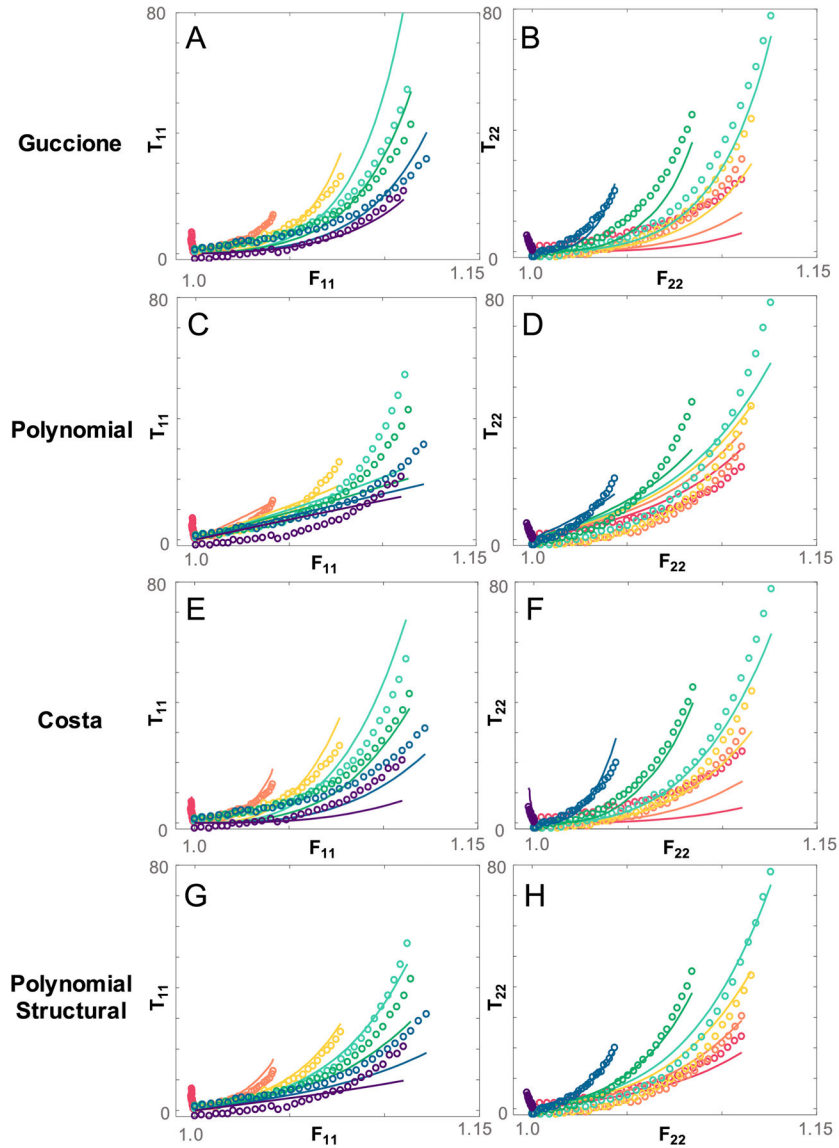 80
A
T11
Guccione
0
1.0
F11
1.15
80
B
T22
0
1.0
F22
1.15
80
C
T11
Polynomial
0
1.0
F11
1.15
80
D
T22
0
1.0
F22
1.15
80
E
T11
Costa
0
1.0
F11
1.15
80
F
T22
0
1.0
F22
1.15
80
G
T11
Polynomial
Structural
0
1.0
F11
1.15
80
H
T22
0
1.0
F22
1.15